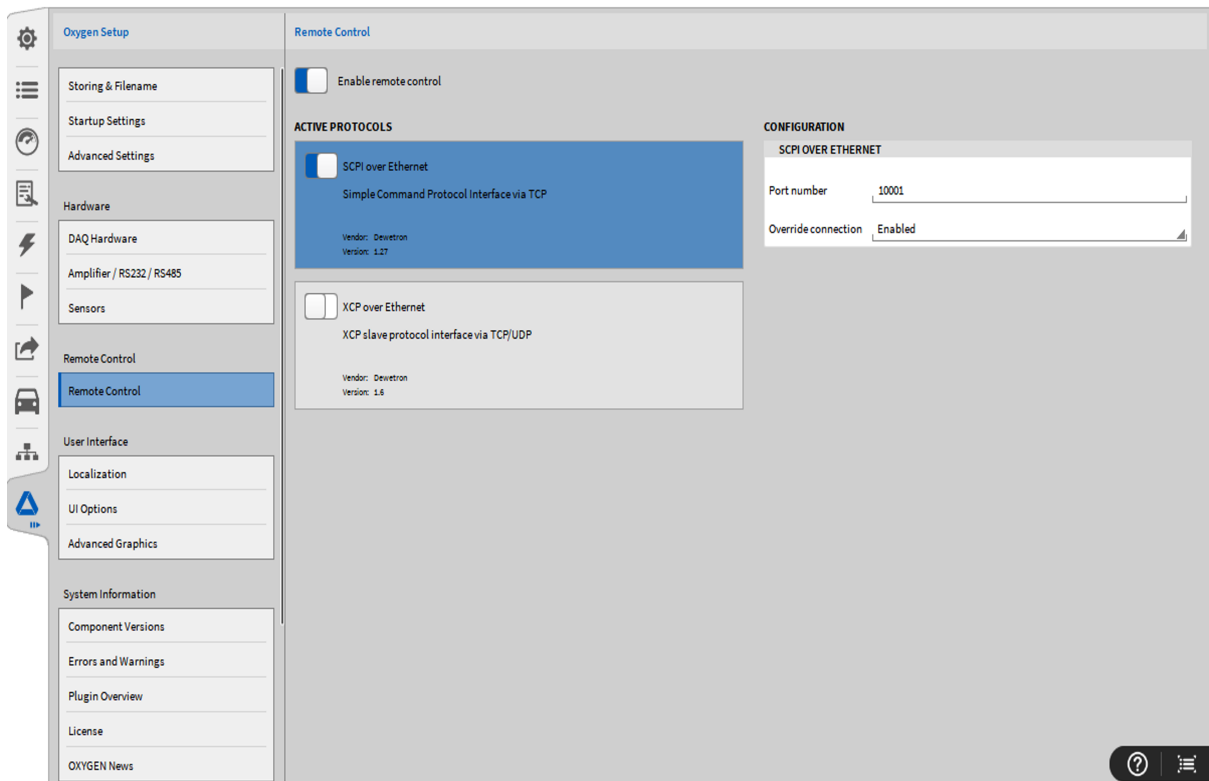 Oxygen Setup
Storing & Filename
Startup Settings
Advanced Settings
Hardware
DAQ Hardware
Amplifier / RS232 / RS485
Sensors
Remote Control
Remote Control
User Interface
Localization
UI Options
Advanced Graphics
System Information
Component Versions
Errors and Warnings
Plugin Overview
License
OXYGEN News
Remote Control
Enable remote control
ACTIVE PROTOCOLS
SCPI over Ethernet
Simple Command Protocol Interface via TCP
Vendor: Dewetron
Version: 1.27
XCP over Ethernet
XCP slave protocol interface via TCP/UDP
Vendor: Dewetron
Version: 1.6
CONFIGURATION
SCPI OVER ETHERNET
Port number 10001
Override connection Enabled